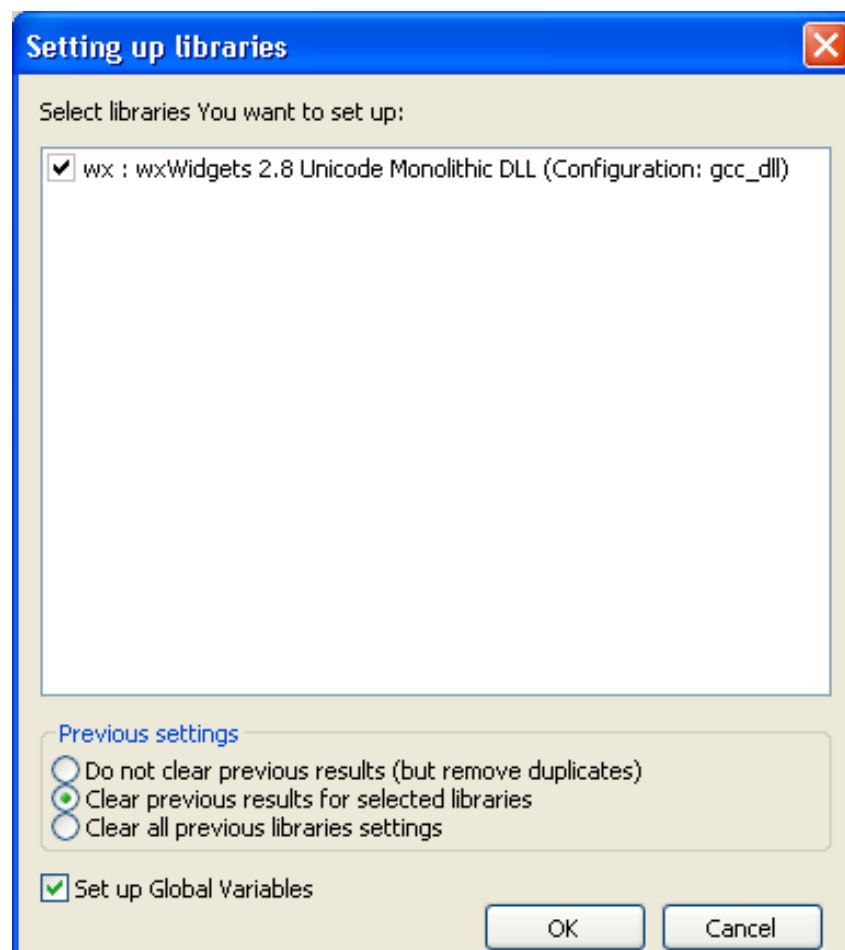 Setting up libraries
Select libraries You want to set up:
wx : wxWidgets 2.8 Unicode Monolithic DLL (Configuration: gcc_dll)
Previous settings
Do not clear previous results (but remove duplicates)
Clear previous results for selected libraries
Clear all previous libraries settings
Set up Global Variables
OK Cancel